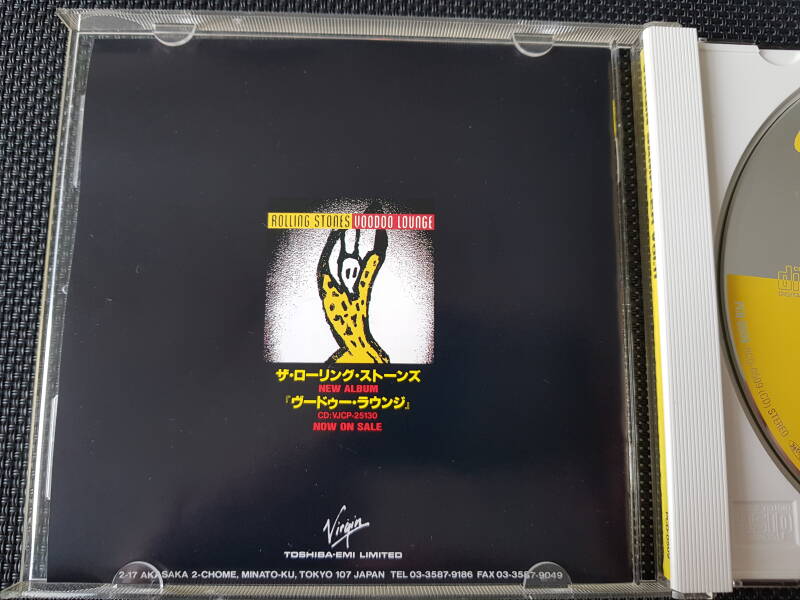 ROLLING STONES VOODOO LOUNGE
ザ・ローリング・ストーンズ
NEW ALBUM
『ヴードゥー・ラウンジ』
CD:VJCP-25130
NOW ON SALE
Virgin
TOSHIBA-EMI LIMITED
2-17 AKASAKA 2-CHOME, MINATO-KU, TOKYO 107 JAPAN TEL 03-3587-9186 FAX 03-3587-9049
(CD) STEREO